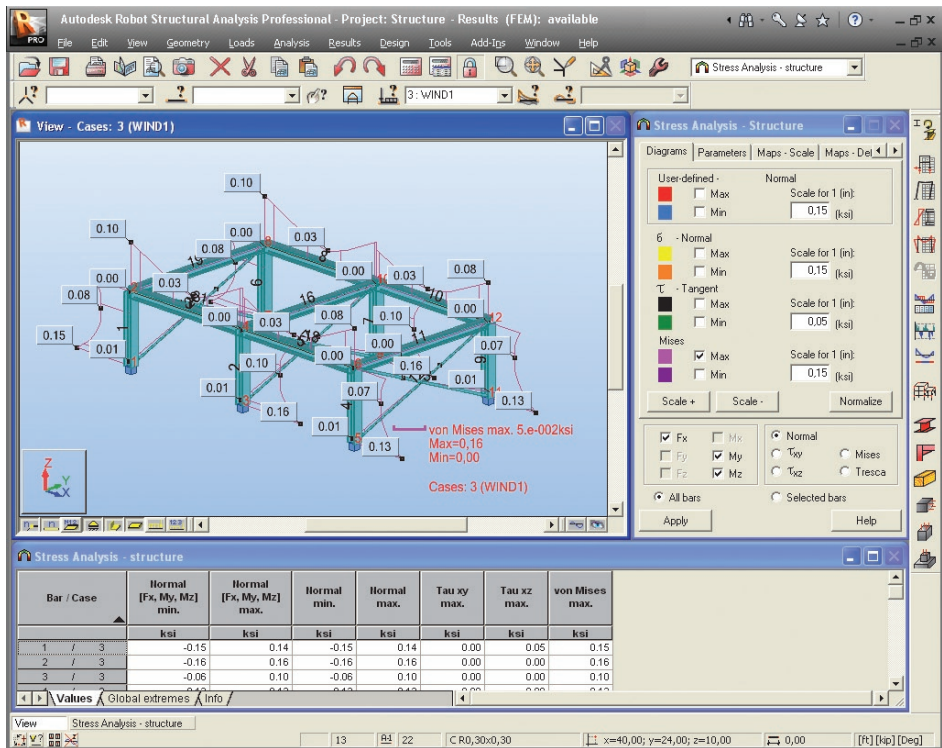 Autodesk Robot Structural Analysis Professional - Project: Structure - Results (FEM): available
PRO
File Edit View Geometry Loads Analysis Results Design Tools Add-Ins Window Help
Stress Analysis - structure
3 : WIND1
View - Cases: 3 (WIND1)
0.10
0.10
0.00
0.08
0.03
0.00
0.03
0.08
0.00
0.03
0.08
0.00
0.08
0.00
0.03
0.10
0.15
0.00
0.01
0.10
0.00
0.16
0.07
0.01
0.07
0.01
0.16
0.13
0.01
0.13
von Mises max. 5.e-002ksi
Max=0,16
Min=0,00
Cases: 3 (WIND1)
Z
Y
X
Stress Analysis - Structure
Diagrams Parameters Maps - Scale Maps - Del
User-defined - Normal
Max Scale for 1 (in):
Min 0,15 (ksi)
б - Normal
Max Scale for 1 (in):
Min 0,15 (ksi)
τ - Tangent
Max Scale for 1 (in):
Min 0,05 (ksi)
Mises
Max Scale for 1 (in):
Min 0,15 (ksi)
Scale + Scale - Normalize
Fx Mx Normal
Fy My τxy Mises
Fz Mz τxz Tresca
All bars Selected bars
Apply Help
Stress Analysis - structure
Bar / Case Normal [Fx, My, Mz] min. Normal [Fx, My, Mz] max. Normal min. Normal max. Tau xy max. Tau xz max. von Mises max.
ksi ksi ksi ksi ksi ksi ksi
1 / 3 -0.15 0.14 -0.15 0.14 0.00 0.05 0.15
2 / 3 -0.16 0.16 -0.16 0.16 0.00 0.00 0.16
3 / 3 -0.06 0.10 -0.06 0.10 0.00 0.00 0.10
Values Global extremes Info
View Stress Analysis - structure
13 22 C R0,30x0,30 x=40,00; y=24,00; z=10,00 0,00 [ft] [kip] [Deg]